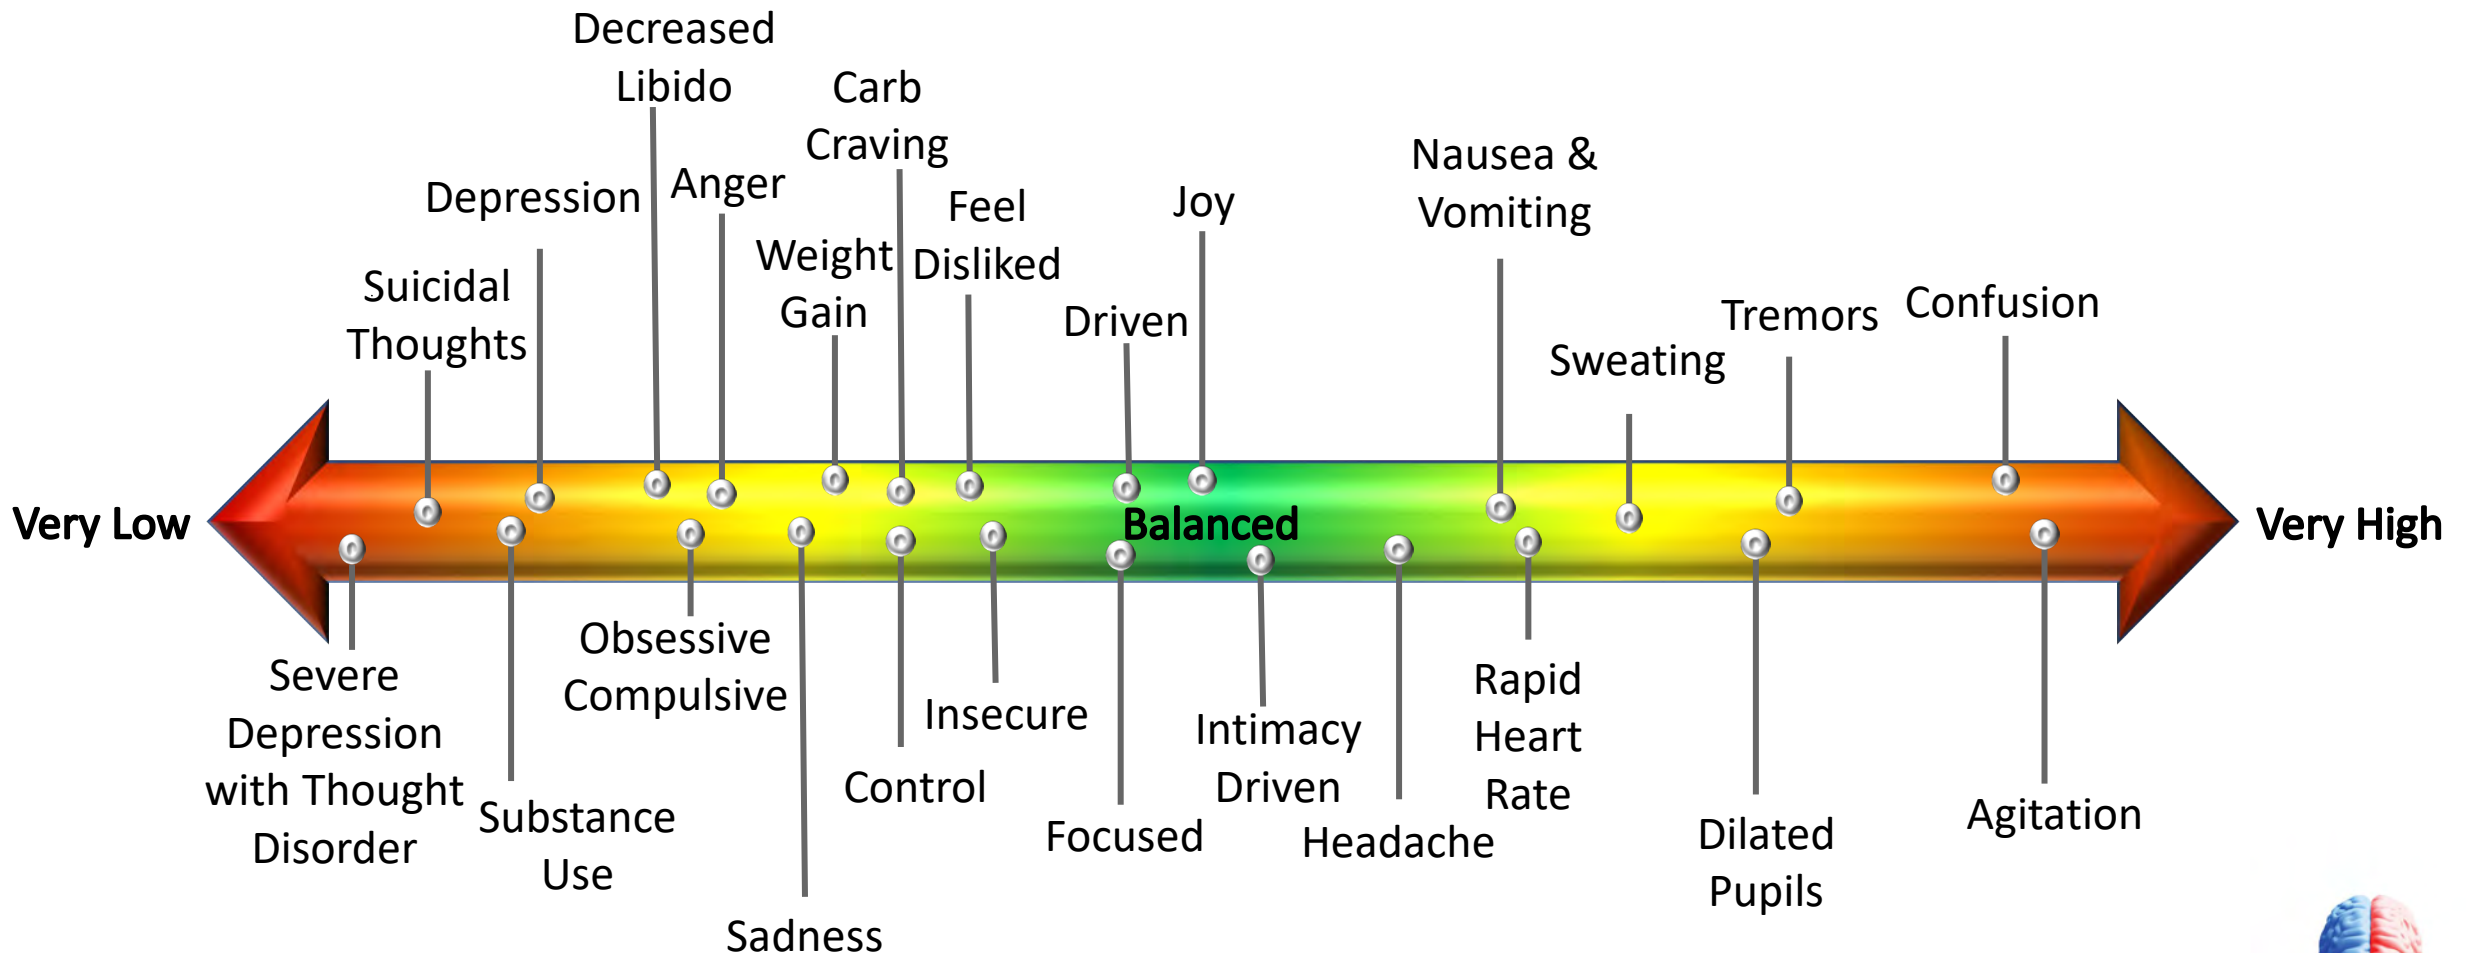 Decreased
Libido
Carb
Craving
Nausea &
Vomiting
Depression
Anger
Feel
Disliked
Joy
Weight
Gain
Suicidal
Thoughts
Driven
Sweating
Tremors
Confusion
Very Low
Balanced
Very High
Severe
Depression
with Thought
Disorder
Substance
Use
Obsessive
Compulsive
Sadness
Control
Insecure
Focused
Intimacy
Driven
Headache
Rapid
Heart
Rate
Dilated
Pupils
Agitation